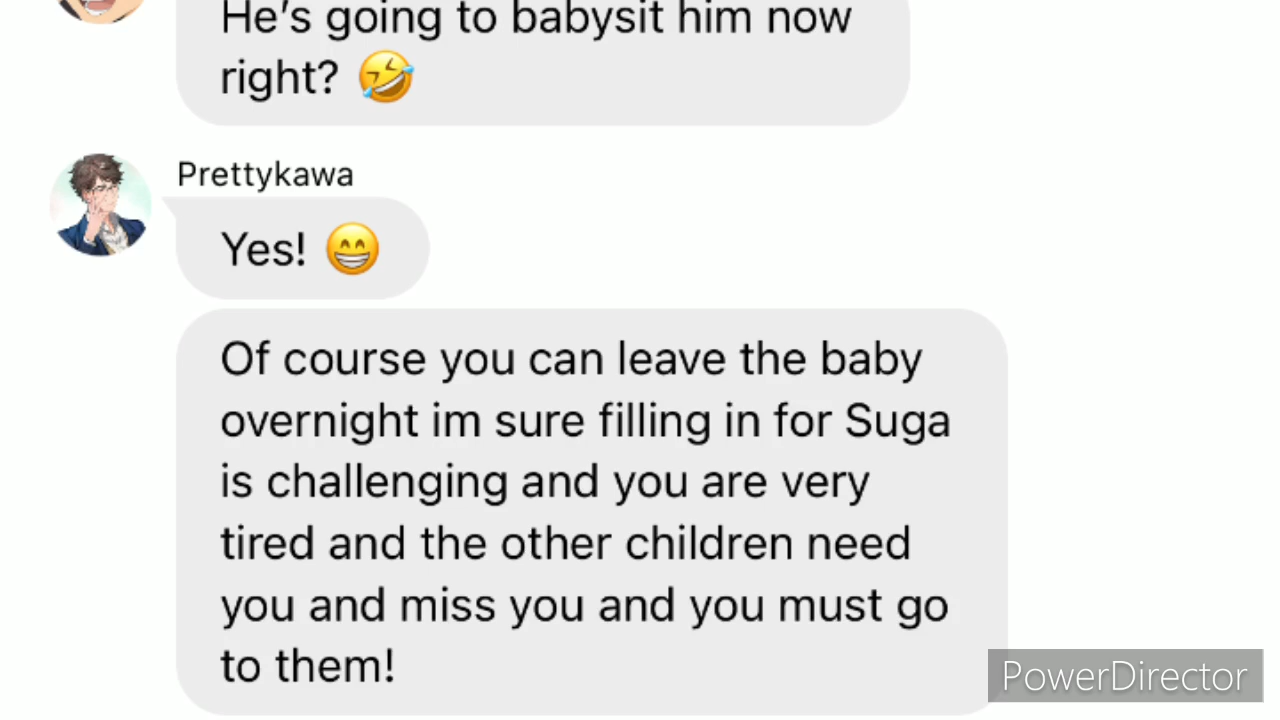 He's going to babysit him now
right? 🤣
Prettykawa
Yes! 😁
Of course you can leave the baby
overnight im sure filling in for Suga
is challenging and you are very
tired and the other children need
you and miss you and you must go
to them!
PowerDirector